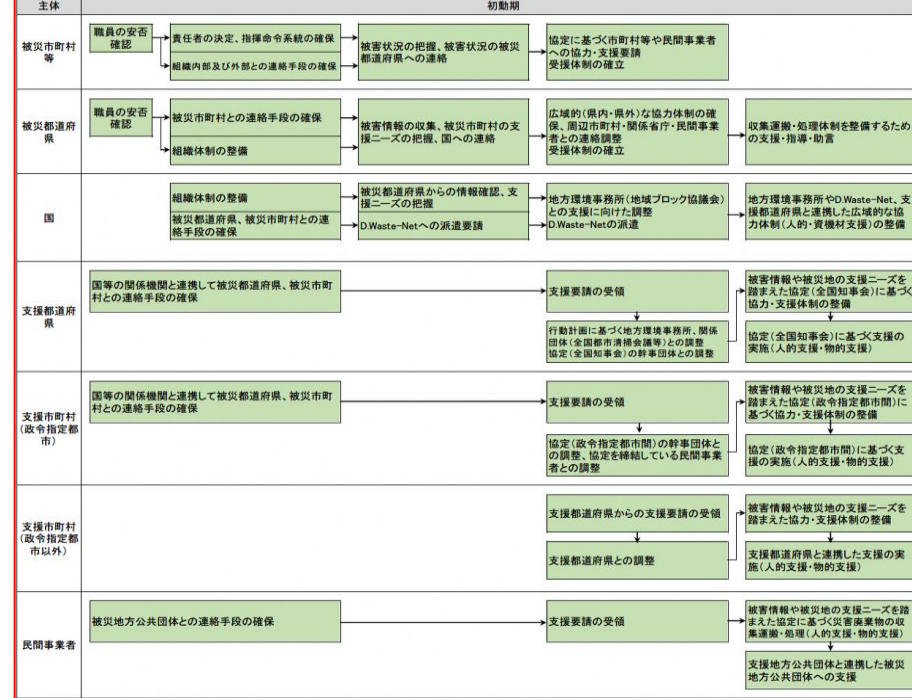 主体
初動期
被災市町村
等
職員の安否
確認
責任者の決定、指揮命令系統の確保
組織内部及び外部との連絡手段の確保
被害状況の把握、被害状況の被災
都道府県への連絡
協定に基づく市町村等や民間事業者
への協力・支援要請
受援体制の確立
被災都道府
県
職員の安否
確認
被災市町村との連絡手段の確保
組織体制の整備
被害情報の収集、被災市町村の支
援ニーズの把握、国への連絡
広域的(県内・県外)な協力体制の確
保、周辺市町村・関係省庁・民間事業
者との連絡調整
受援体制の確立
収集運搬・処理体制を整備するため
の支援・指導・助言
国
組織体制の整備
被災都道府県、被災市町村との連
絡手段の確保
被災都道府県からの情報確認、支
援ニーズの把握
D.Waste-Netへの派遣要請
地方環境事務所(地域ブロック協議会)
との支援に向けた調整
D.Waste-Netの派遣
地方環境事務所やD.Waste-Net、支
援都道府県と連携した広域的な協
力体制(人的・資機材支援)の整備
支援都道府
県
国等の関係機関と連携して被災都道府県、被災市町
村との連絡手段の確保
支援要請の受領
行動計画に基づく地方環境事務所、関係
団体(全国都市清掃会議等)との調整
協定(全国知事会)の幹事団体との調整
被害情報や被災地の支援ニーズを
踏まえた協定(全国知事会)に基づく
協力・支援体制の整備
協定(全国知事会)に基づく支援の
実施(人的支援・物的支援)
支援市町村
(政令指定都
市)
国等の関係機関と連携して被災都道府県、被災市町
村との連絡手段の確保
支援要請の受領
協定(政令指定都市間)の幹事団体と
の調整、協定を締結している民間事業
者との調整
被害情報や被災地の支援ニーズを
踏まえた協定(政令指定都市間)に
基づく協力・支援体制の整備
協定(政令指定都市間)に基づく支
援の実施(人的支援・物的支援)
支援市町村
(政令指定都
市以外)
支援都道府県からの支援要請の受領
支援都道府県との調整
被害情報や被災地の支援ニーズを
踏まえた協力・支援体制の整備
支援都道府県と連携した支援の実
施(人的支援・物的支援)
民間事業者
被災地方公共団体との連絡手段の確保
支援要請の受領
被害情報や被災地の支援ニーズを踏
まえた協定に基づく災害廃棄物の収
集運搬・処理(人的支援・物的支援)
支援地方公共団体と連携した被災
地方公共団体への支援